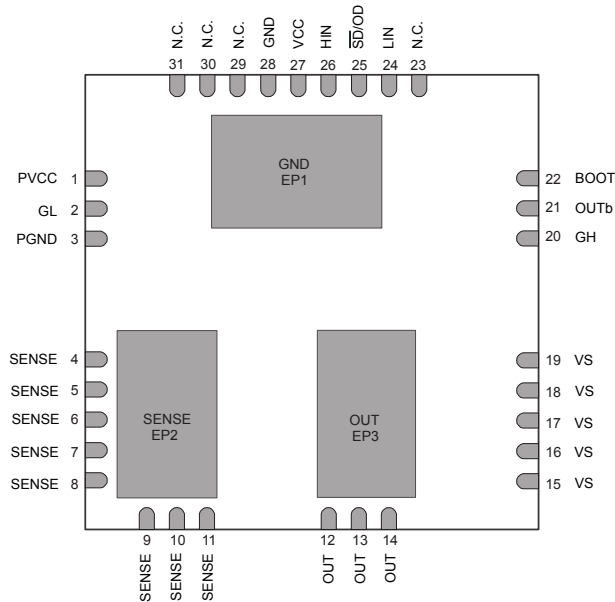 N.C.
N.C.
N.C.
GND
VCC
HIN
SD/OD
LIN
N.C.
31 30 29 28 27 26 25 24 23
GND
EP1
PVCC 1
GL 2
PGND 3
22 BOOT
21 OUTb
20 GH
SENSE 4
SENSE 5
SENSE 6
SENSE 7
SENSE 8
SENSE
EP2
OUT
EP3
19 VS
18 VS
17 VS
16 VS
15 VS
9 10 11 12 13 14
SENSE
SENSE
SENSE
OUT
OUT
OUT